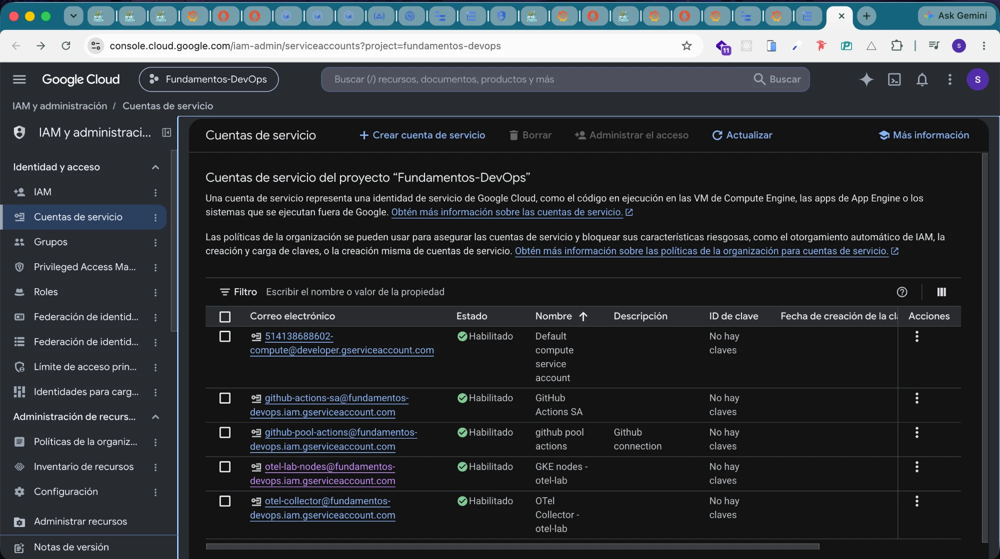 Ask Gemini
console.cloud.google.com/iam-admin/serviceaccounts?project=fundamentos-devops
11
S
Google Cloud
Fundamentos-DevOps
Buscar (/) recursos, documentos, productos y más
Buscar
S
IAM y administración / Cuentas de servicio
IAM y administraci...
Identidad y acceso
IAM
Cuentas de servicio
Grupos
Privileged Access Ma...
Roles
Federación de identid...
Federación de identid...
Límite de acceso prin...
Identidades para carg...
Administración de recurs...
Políticas de la organiz...
Inventario de recursos
Configuración
Administrar recursos
Notas de versión
Cuentas de servicio
Crear cuenta de servicio
Borrar
Administrar el acceso
Actualizar
Más información
Cuentas de servicio del proyecto “Fundamentos-DevOps”
Una cuenta de servicio representa una identidad de servicio de Google Cloud, como el código en ejecución en las VM de Compute Engine, las apps de App Engine o los
sistemas que se ejecutan fuera de Google. Obtén más información sobre las cuentas de servicio.
Las políticas de la organización se pueden usar para asegurar las cuentas de servicio y bloquear sus características riesgosas, como el otorgamiento automático de IAM, la
creación y carga de claves, o la creación misma de cuentas de servicio. Obtén más información sobre las políticas de la organización para cuentas de servicio.
Filtro Escribir el nombre o valor de la propiedad
Correo electrónico Estado Nombre Descripción ID de clave Fecha de creación de la cl Acciones
514138688602- Habilitado Default No hay
compute@developer.gserviceaccount.com compute claves
service
account
github-actions-sa@fundamentos- Habilitado GitHub No hay
devops.iam.gserviceaccount.com Actions SA claves
github-pool-actions@fundamentos- Habilitado github pool Github No hay
devops.iam.gserviceaccount.com actions connection claves
otel-lab-nodes@fundamentos- Habilitado GKE nodes - No hay
devops.iam.gserviceaccount.com otel-lab claves
otel-collector@fundamentos- Habilitado OTel No hay
devops.iam.gserviceaccount.com Collector - claves
otel-lab